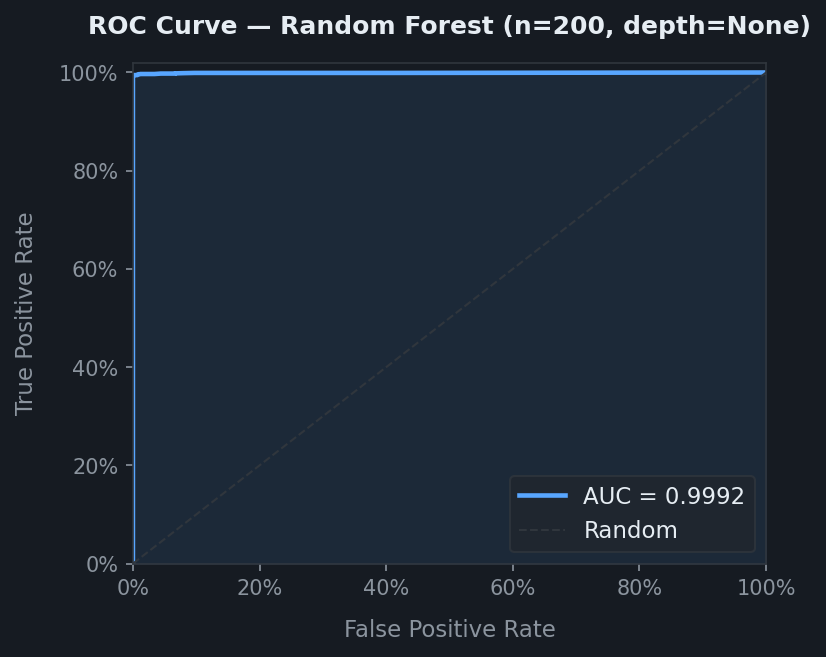 ROC Curve — Random Forest (n=200, depth=None)
100%
80%
60%
40%
20%
0%
True Positive Rate
AUC = 0.9992
Random
0%
20%
40%
60%
80%
100%
False Positive Rate